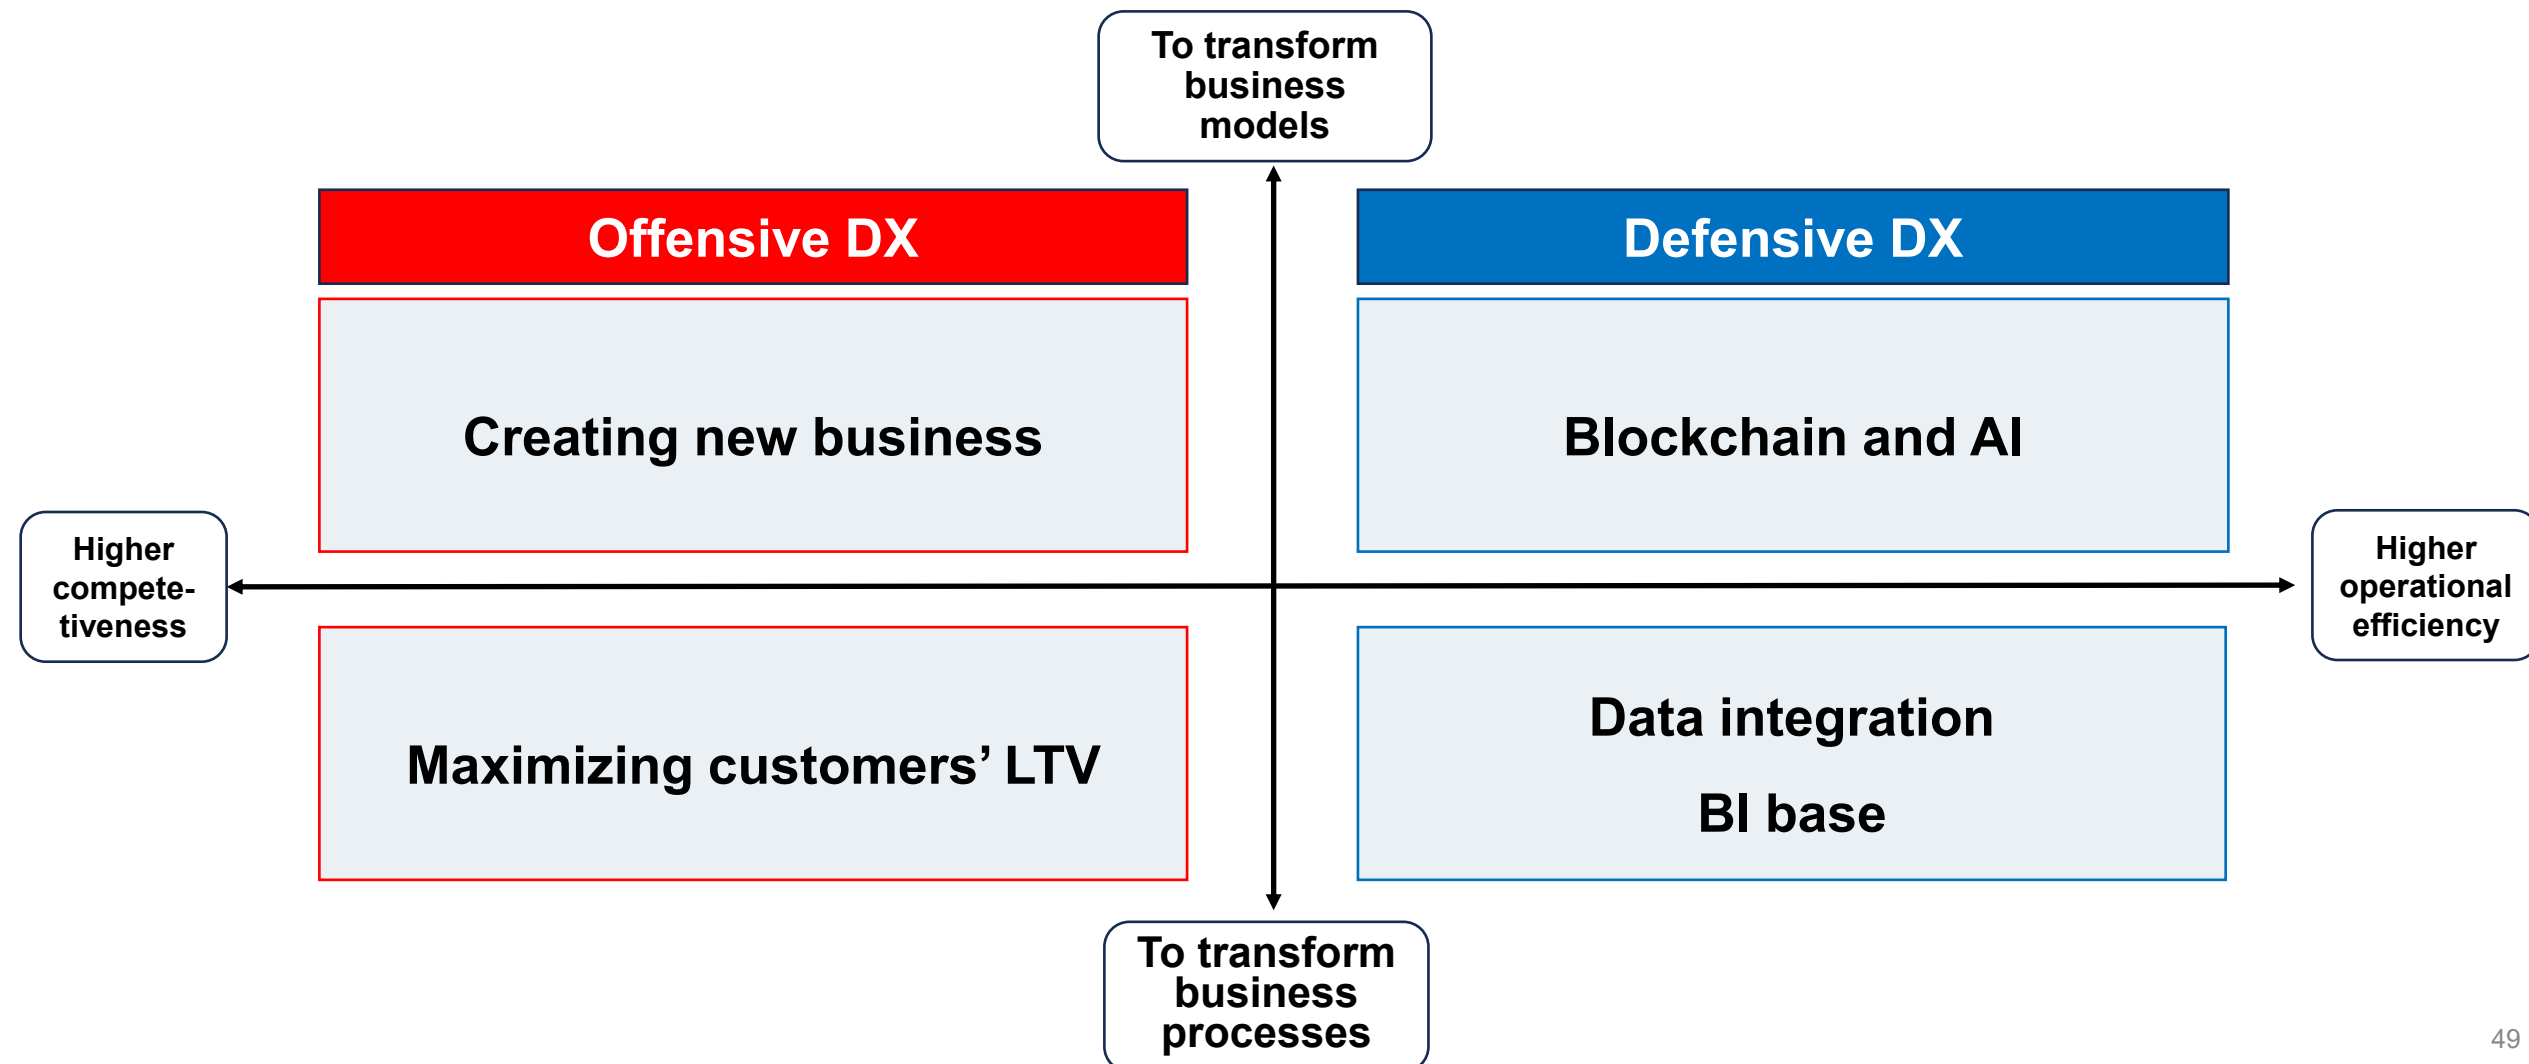 To transform
business
models
Offensive DX
Defensive DX
Creating new business
Blockchain and AI
Higher
compete-
tiveness
Higher
operational
efficiency
Maximizing customers’ LTV
Data integration
BI base
To transform
business
processes
49